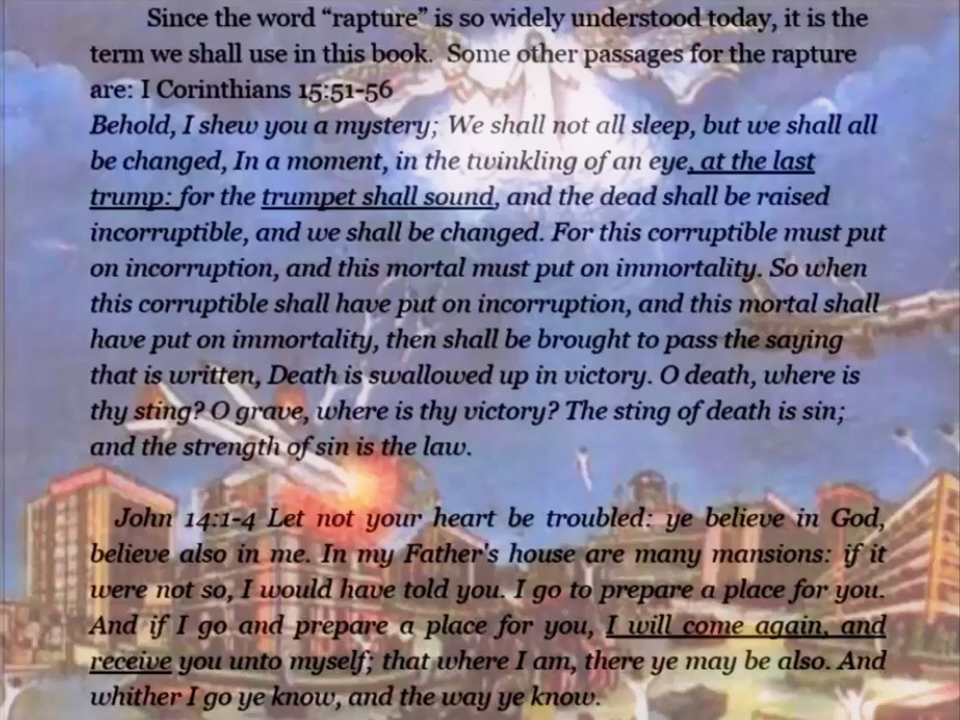 Since the word “rapture” is so widely understood today, it is the
term we shall use in this book. Some other passages for the rapture
are: I Corinthians 15:51-56
Behold, I shew you a mystery; We shall not all sleep, but we shall all
be changed, In a moment, in the twinkling of an eye, at the last
trump: for the trumpet shall sound, and the dead shall be raised
incorruptible, and we shall be changed. For this corruptible must put
on incorruption, and this mortal must put on immortality. So when
this corruptible shall have put on incorruption, and this mortal shall
have put on immortality, then shall be brought to pass the saying
that is written, Death is swallowed up in victory. O death, where is
thy sting? O grave, where is thy victory? The sting of death is sin;
and the strength of sin is the law.
John 14:1-4 Let not your heart be troubled: ye believe in God,
believe also in me. In my Father's house are many mansions: if it
were not so, I would have told you. I go to prepare a place for you.
And if I go and prepare a place for you, I will come again, and
receive you unto myself; that where I am, there ye may be also. And
whither I go ye know, and the way ye know.